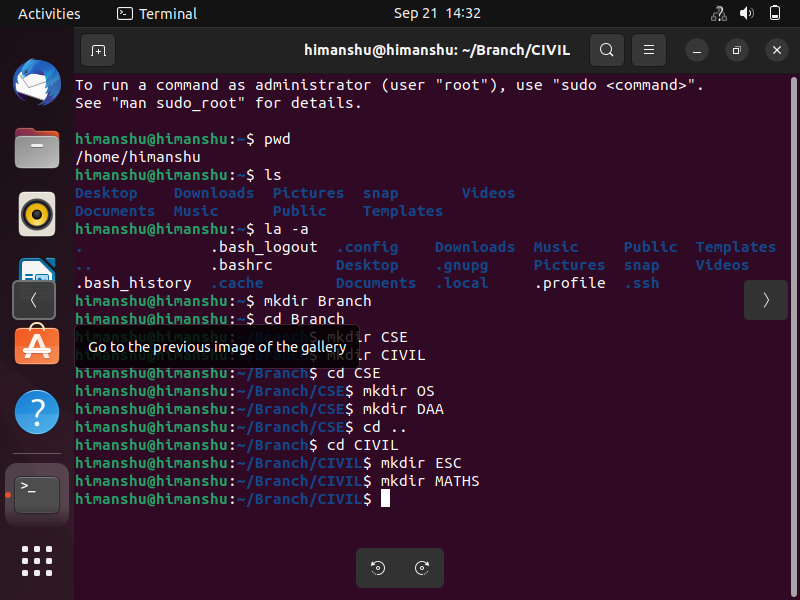 Activities Terminal Sep 21 14:32
himanshu@himanshu: ~/Branch/CIVIL
To run a command as administrator (user "root"), use "sudo <command>".
See "man sudo_root" for details.
himanshu@himanshu:~$ pwd
/home/himanshu
himanshu@himanshu:~$ ls
Desktop Downloads Pictures snap Videos
Documents Music Public Templates
himanshu@himanshu:~$ la -a
. .bash_logout .config Downloads Music Public Templates
.. .bashrc Desktop .gnupg Pictures snap Videos
.bash_history .cache Documents .local .profile .ssh
himanshu@himanshu:~$ mkdir Branch
himanshu@himanshu:~$ cd Branch
mkdir CSE
Go to the previous image of the gallery
mkdir CIVIL
himanshu@himanshu:~/Branch$ cd CSE
himanshu@himanshu:~/Branch/CSE$ mkdir OS
himanshu@himanshu:~/Branch/CSE$ mkdir DAA
himanshu@himanshu:~/Branch/CSE$ cd ..
himanshu@himanshu:~/Branch$ cd CIVIL
himanshu@himanshu:~/Branch/CIVIL$ mkdir ESC
himanshu@himanshu:~/Branch/CIVIL$ mkdir MATHS
himanshu@himanshu:~/Branch/CIVIL$